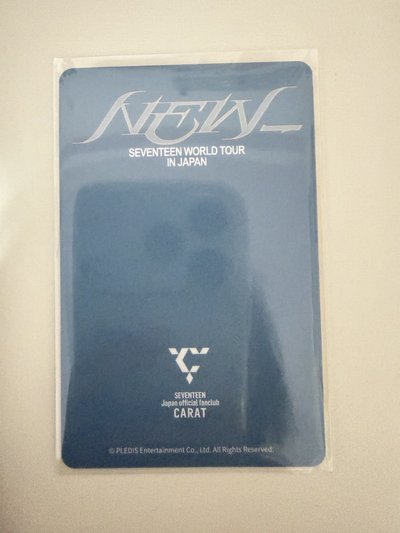 NEW_
SEVENTEEN WORLD TOUR
IN JAPAN
SEVENTEEN
Japan official fanclub
CARAT
© PLEDIS Entertainment Co., Ltd. All Rights Reserved.